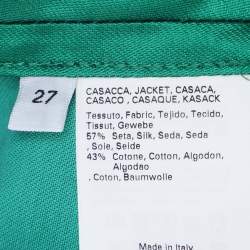 27
CASACCA, JACKET, CASACA,
CASACO, CASAQUE, KASACK
Tessuto, Fabric, Tejido, Tecido,
Tissut, Gewebe
57% Seta, Silk, Seda, Seda
, Soie, Seide
43% Cotone, Cotton, Algodon,
Algodao
, Coton, Baumwolle
Made in Italy